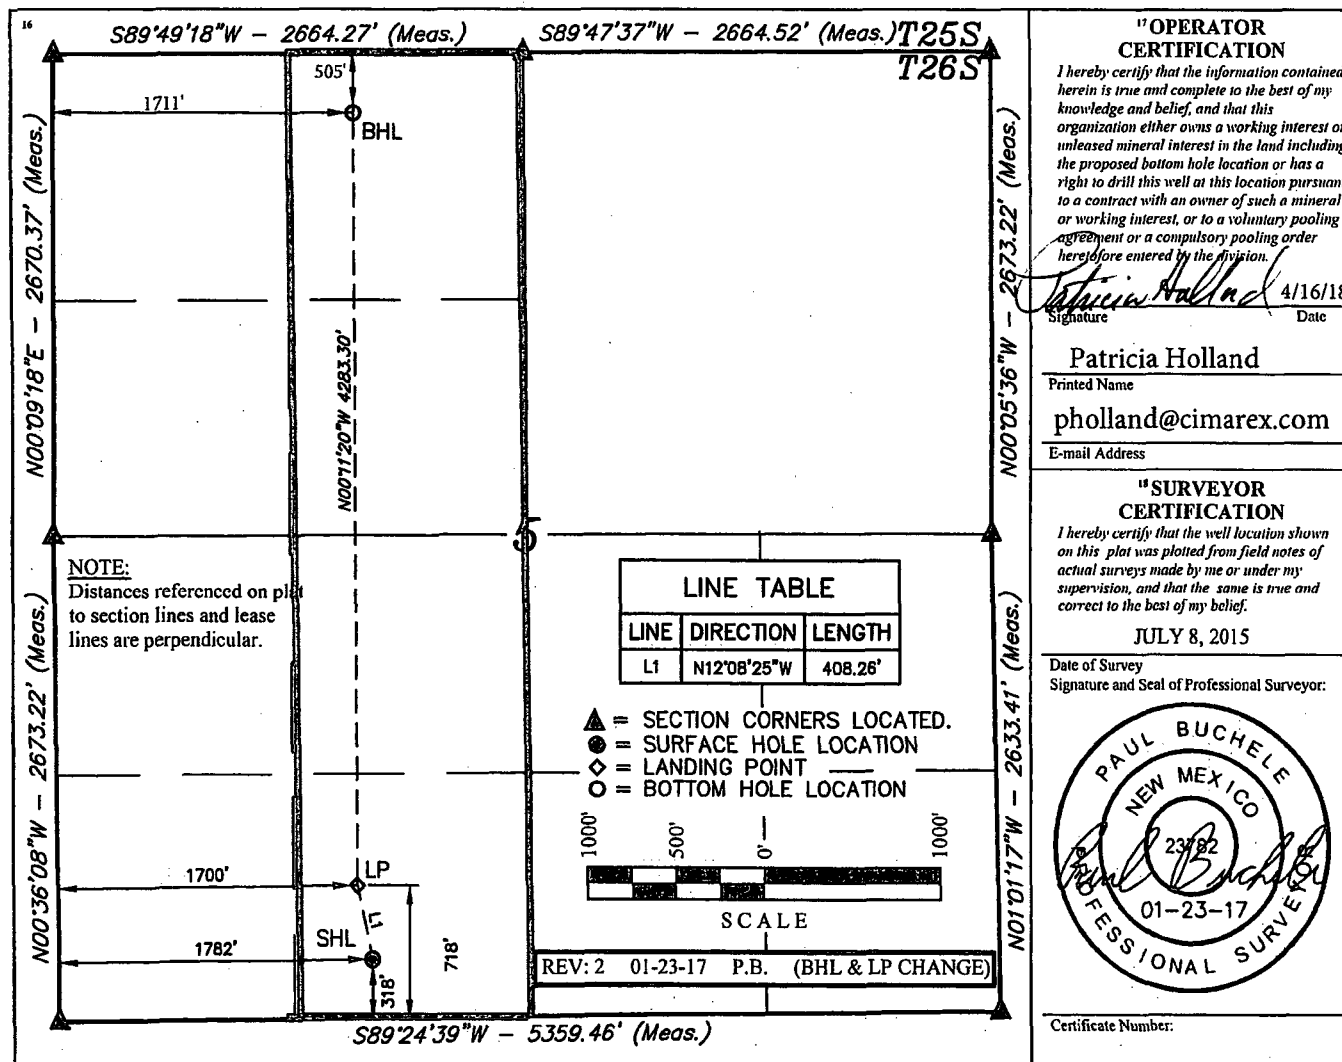 16
S89°49'18"W – 2664.27' (Meas.)
S89°47'37"W – 2664.52' (Meas.)
T25S
T26S
505'
1711'
BHL
N00°09'18"E – 2670.37' (Meas.)
N00°05'36"W – 2673.22' (Meas.)
N00°11'20"W 4283.30'
5
NOTE:
Distances referenced on plat
to section lines and lease
lines are perpendicular.
LINE TABLE
LINE DIRECTION LENGTH
L1 N12°08'25"W 408.26'
▲ = SECTION CORNERS LOCATED.
= SURFACE HOLE LOCATION
◇ = LANDING POINT
O = BOTTOM HOLE LOCATION
N00°36'08"W – 2673.22' (Meas.)
N01°01'17"W – 2633.41' (Meas.)
1000' 500' 0' 1000'
SCALE
1700'
LP
L1
1782'
SHL
718'
318'
REV: 2 01-23-17 P.B. (BHL & LP CHANGE)
S89°24'39"W – 5359.46' (Meas.)
17 OPERATOR
CERTIFICATION
I hereby certify that the information contained
herein is true and complete to the best of my
knowledge and belief, and that this
organization either owns a working interest or
unleased mineral interest in the land including
the proposed bottom hole location or has a
right to drill this well at this location pursuan
to a contract with an owner of such a mineral
or working interest, or to a voluntary pooling
agreement or a compulsory pooling order
heretofore entered by the division.
Patricia Holland 4/16/18
Signature Date
Patricia Holland
Printed Name
pholland@cimarex.com
E-mail Address
18 SURVEYOR
CERTIFICATION
I hereby certify that the well location shown
on this plat was plotted from field notes of
actual surveys made by me or under my
supervision, and that the same is true and
correct to the best of my belief.
JULY 8, 2015
Date of Survey
Signature and Seal of Professional Surveyor:
PAUL BUCHELE
NEW MEXICO
23782
Paul Buchele
01-23-17
PROFESSIONAL SURVEYOR
Certificate Number: